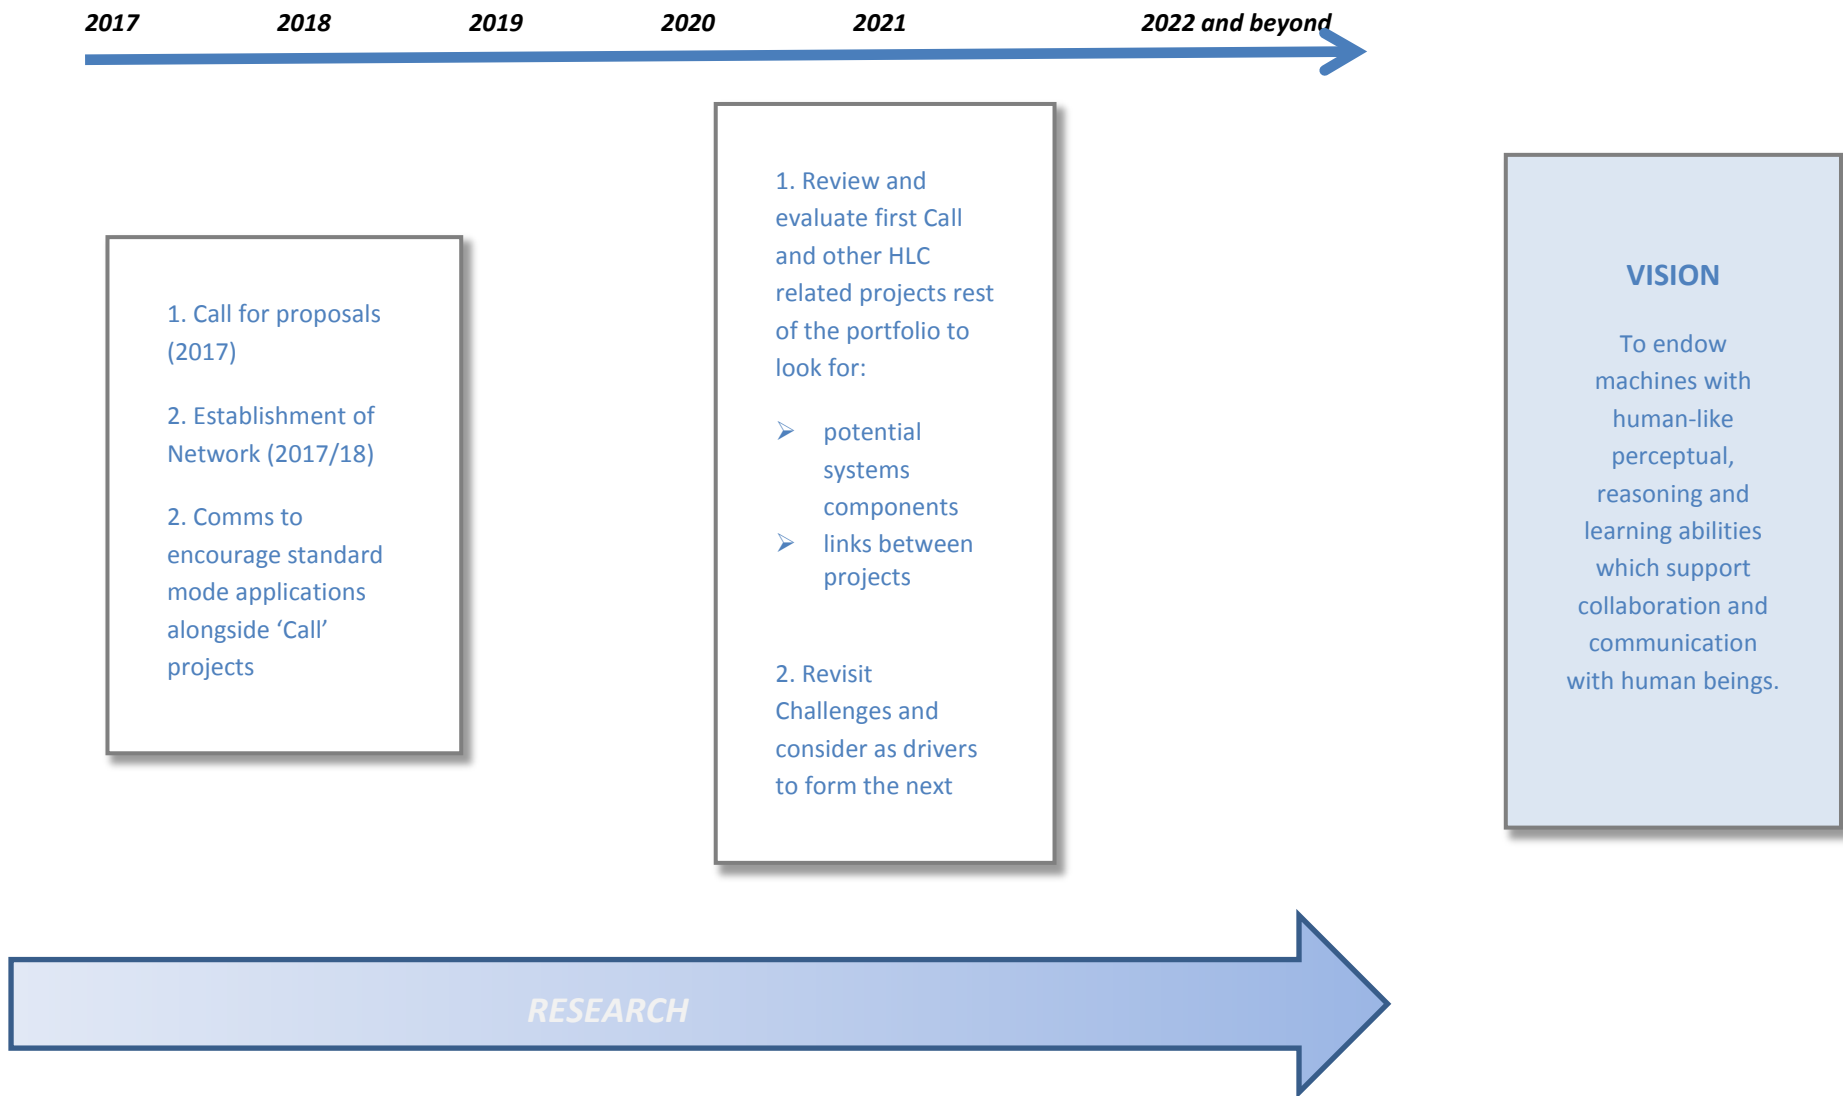 2017 2018 2019 2020 2021 2022 and beyond
1. Call for proposals
(2017)
2. Establishment of
Network (2017/18)
2. Comms to
encourage standard
mode applications
alongside ‘Call’
projects
1. Review and
evaluate first Call
and other HLC
related projects rest
of the portfolio to
look for:
➢ potential
systems
components
➢ links between
projects
2. Revisit
Challenges and
consider as drivers
to form the next
VISION
To endow
machines with
human-like
perceptual,
reasoning and
learning abilities
which support
collaboration and
communication
with human beings.
RESEARCH